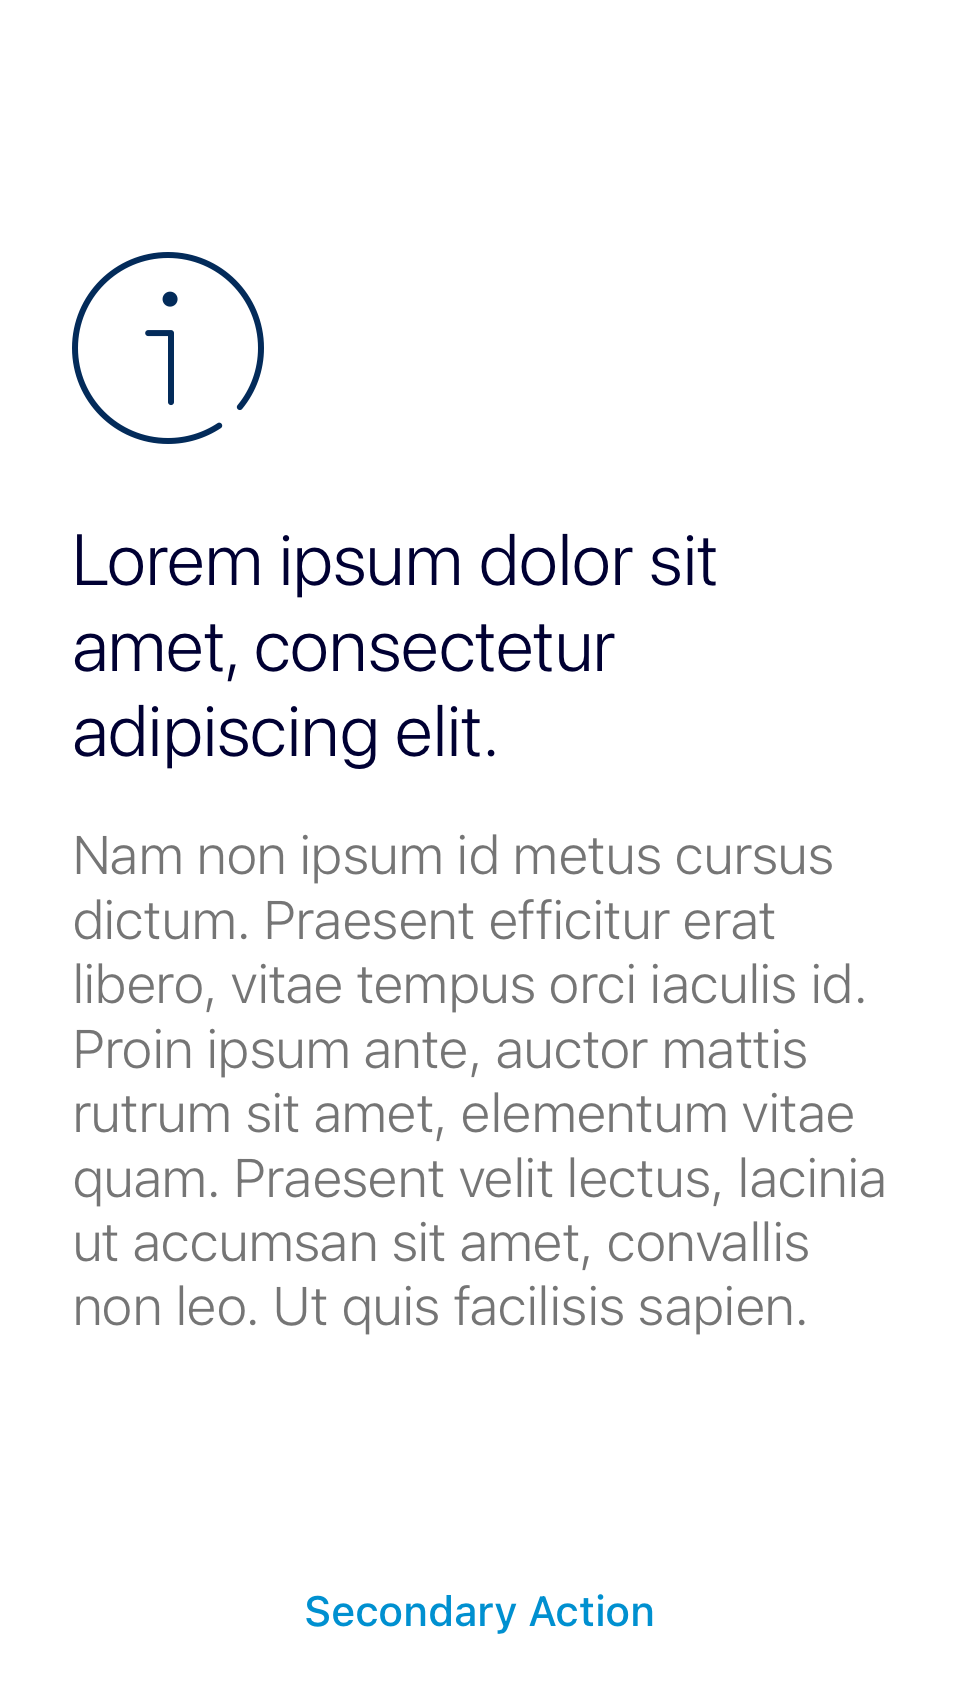 Lorem ipsum dolor sit
amet, consectetur
adipiscing elit.
Nam non ipsum id metus cursus
dictum. Praesent efficitur erat
libero, vitae tempus orci iaculis id.
Proin ipsum ante, auctor mattis
rutrum sit amet, elementum vitae
quam. Praesent velit lectus, lacinia
ut accumsan sit amet, convallis
non leo. Ut quis facilisis sapien.
Secondary Action